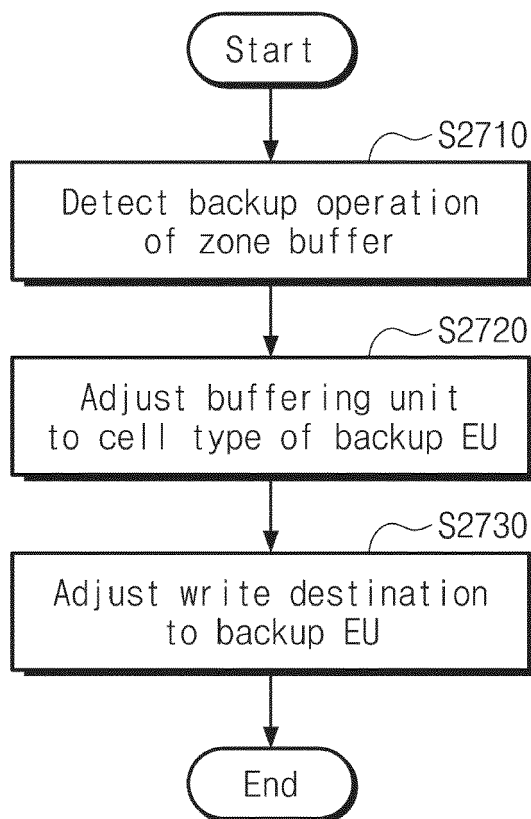 Start
S2710
Detect backup operation
of zone buffer
S2720
Adjust buffering unit
to cell type of backup EU
S2730
Adjust write destination
to backup EU
End